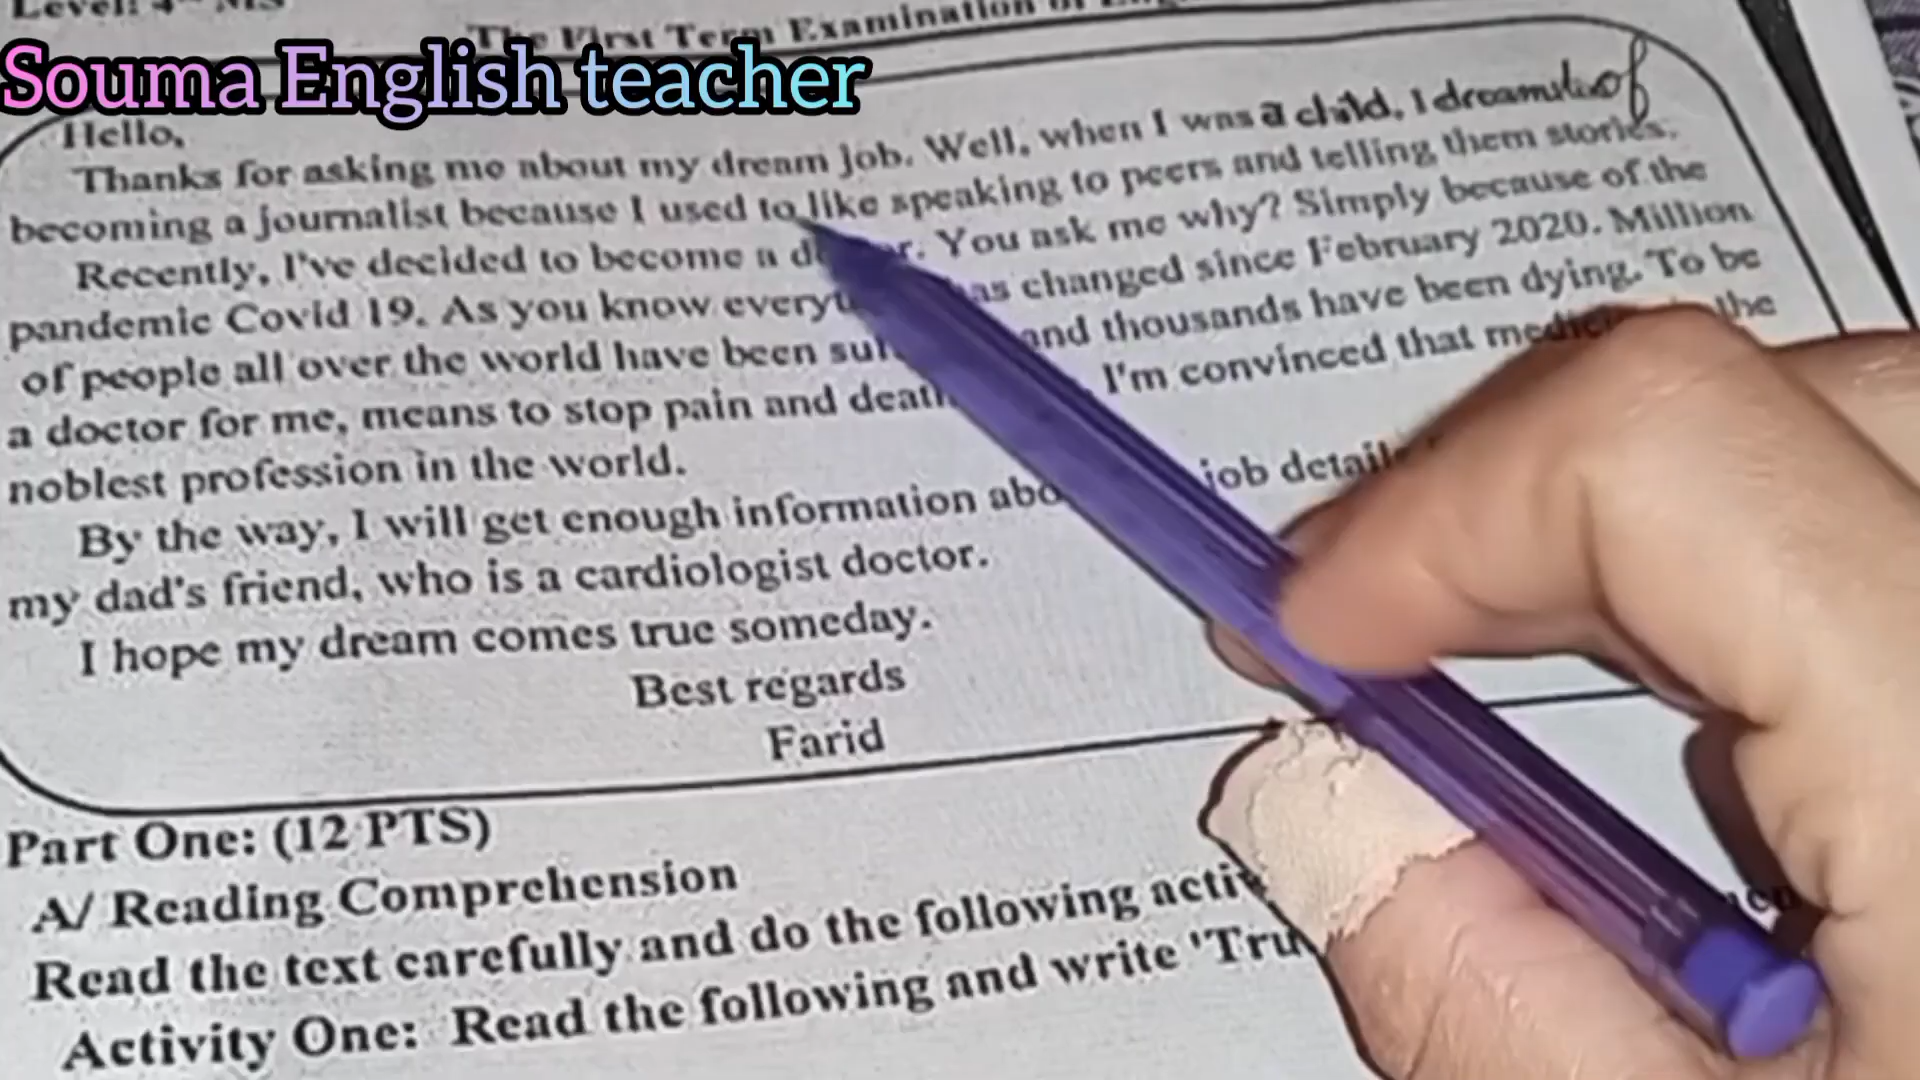 Level: 4 MS
The First Term Examination of
Souma English teacher
Hello,
Thanks for asking me about my dream job. Well, when I was a child, I dreamt of
becoming a journalist because I used to like speaking to peers and telling them stories.
Recently, I've decided to become a. You ask me why? Simply because of the
pandemic Covid 19. As you know has changed since February 2020. Million
of people all over the world have been and thousands have been dying. To be
a doctor for me, means to stop pain and I'm convinced that the
noblest profession in the world.
By the way, I will get enough information job
my dad's friend, who is a cardiologist doctor.
I hope my dream comes true someday.
Best regards
Farid
Part One: (12 PTS)
A/ Reading Comprehension
Read the text carefully and do the following
Activity One: Read the following and write